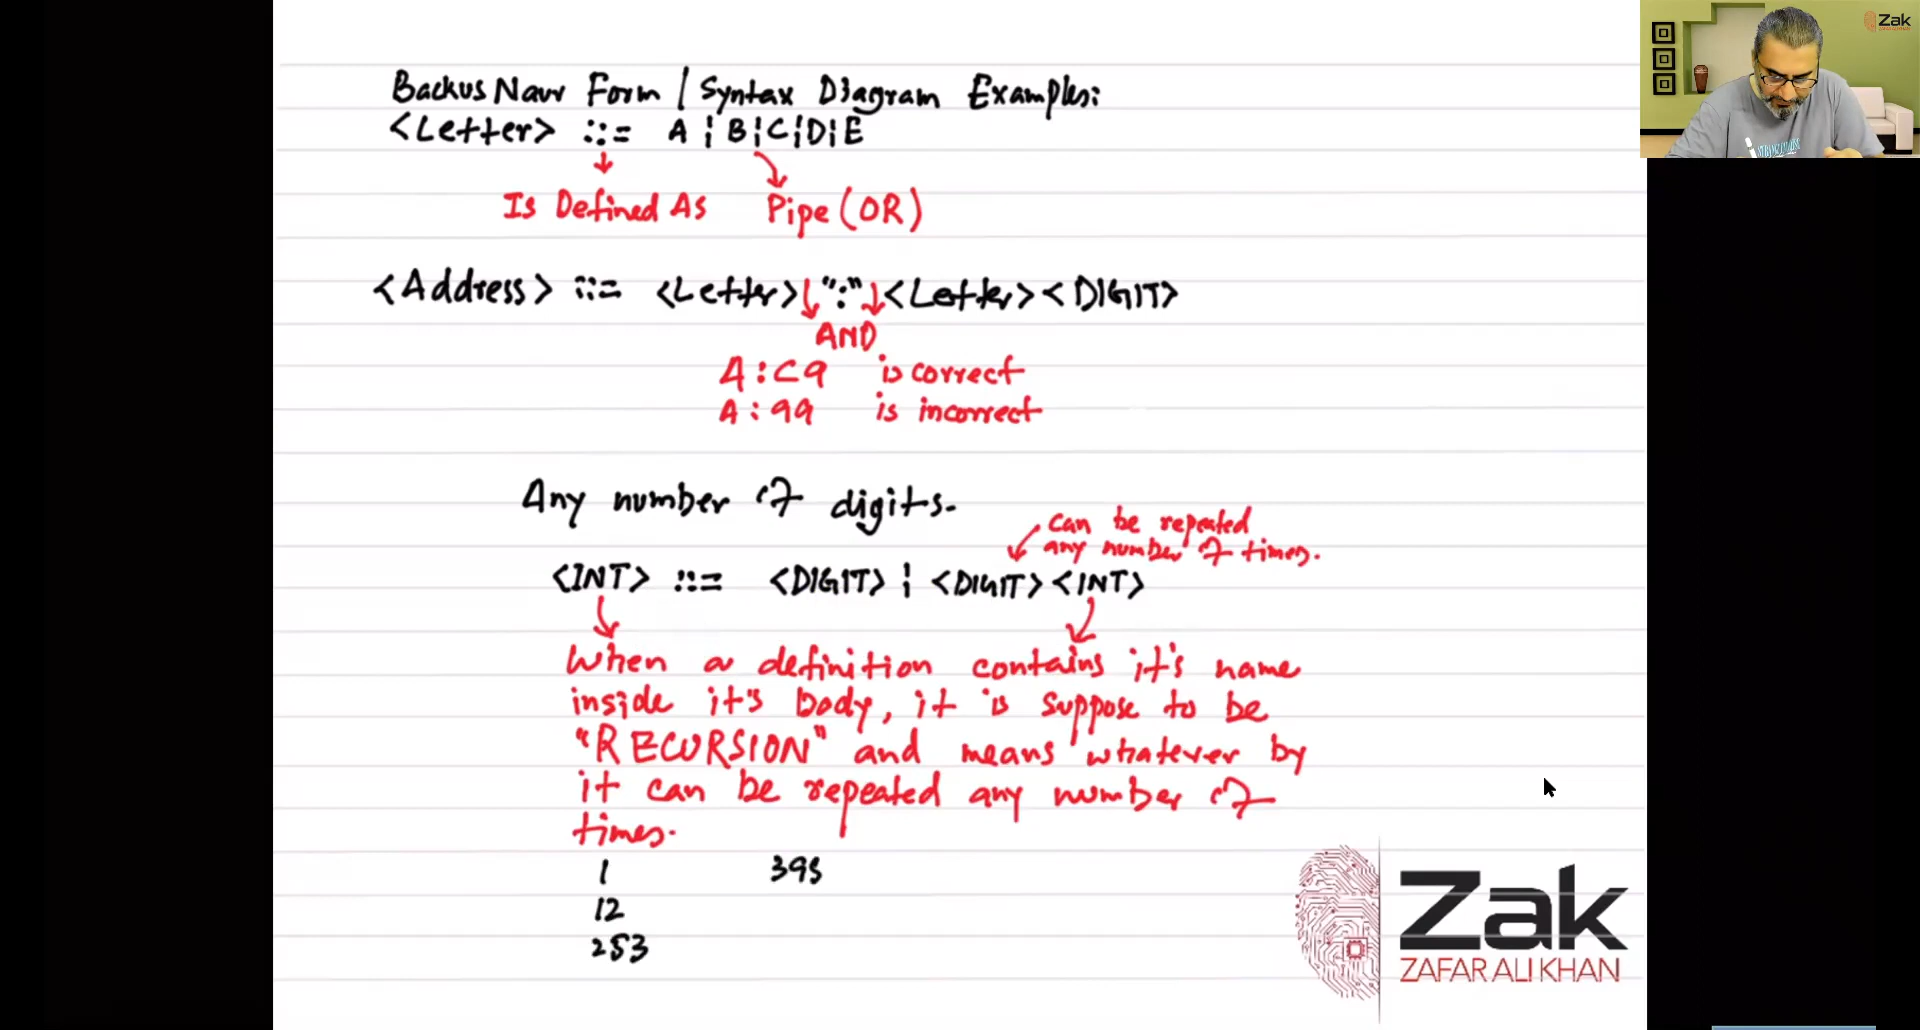 Zak
Backus Naur Form / Syntax Diagram Examples:
<Letter> ::= A | B | C | D | E
Is Defined As Pipe (OR)
<Address> ::= <Letter> ":" <Letter> <DIGIT>
AND
A : C9 is correct
A : 99 is incorrect
Any number of digits.
can be repeated
any number of times.
<INT> ::= <DIGIT> | <DIGIT> <INT>
When a definition contains it's name
inside it's body, it is suppose to be
"RECURSION" and means whatever by
it can be repeated any number of
times.
1 395
12
253
Zak
ZAFAR ALI KHAN